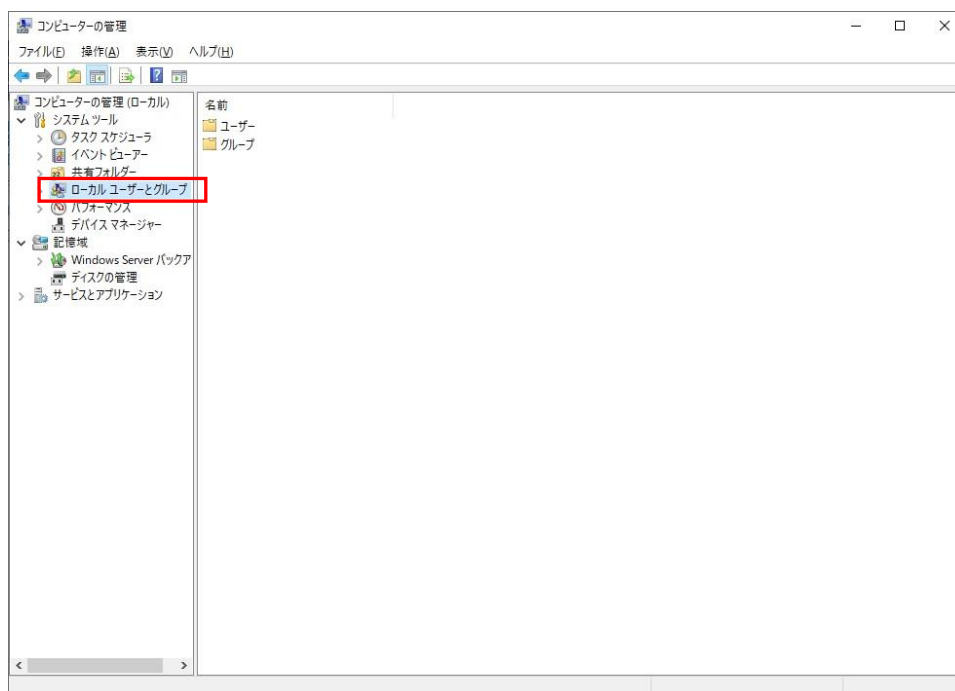 コンピューターの管理
ファイル(F) 操作(A) 表示(V) ヘルプ(H)
コンピューターの管理 (ローカル)
システム ツール
タスク スケジューラ
イベント ビューアー
共有フォルダー
ローカル ユーザーとグループ
パフォーマンス
デバイス マネージャー
記憶域
Windows Server バックア
ディスクの管理
サービスとアプリケーション
名前
ユーザー
グループ